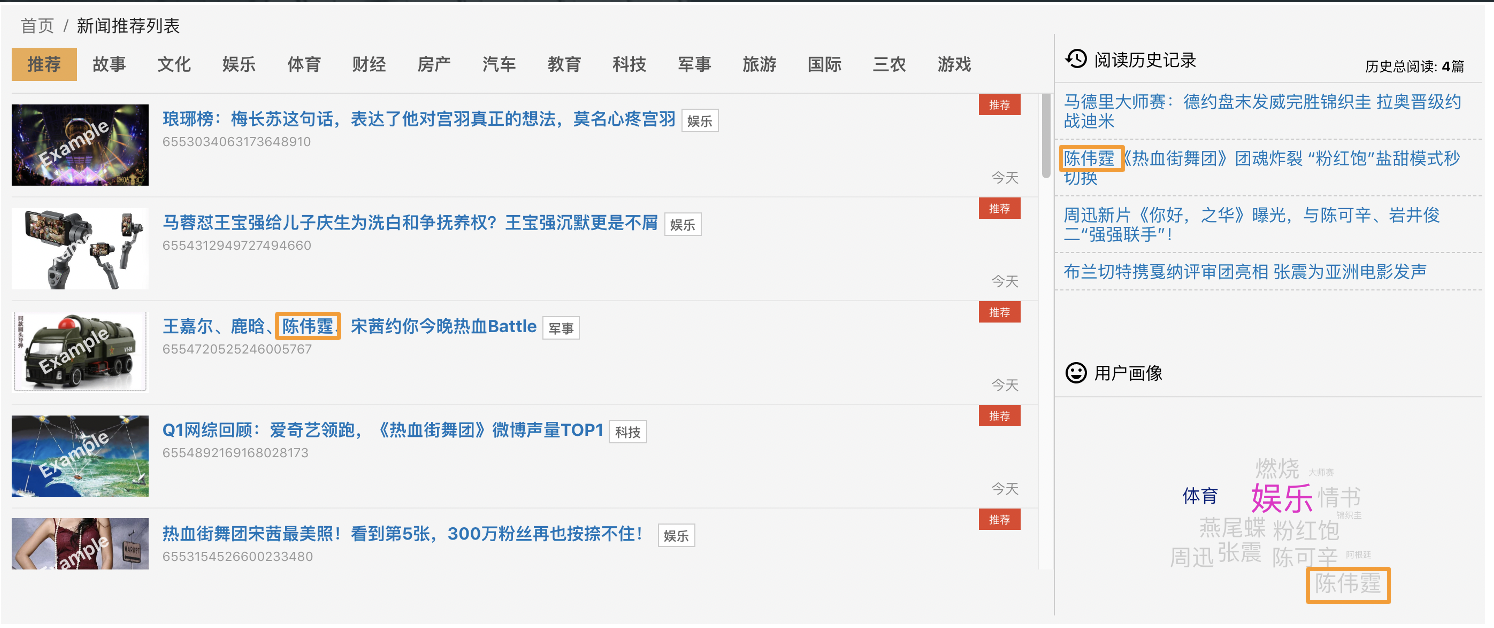 首页 / 新闻推荐列表
推荐 故事 文化 娱乐 体育 财经 房产 汽车 教育 科技 军事 旅游 国际 三农 游戏
推荐
Example
琅琊榜：梅长苏这句话，表达了他对宫羽真正的想法，莫名心疼宫羽 娱乐
6553034063173648910
今天
推荐
Example
马蓉怼王宝强给儿子庆生为洗白和争抚养权？王宝强沉默更是不屑 娱乐
6554312949727494660
今天
推荐
Example
王嘉尔、鹿晗、陈伟霆、宋茜约你今晚热血Battle 军事
6554720525246005767
今天
推荐
Example
Q1网综回顾：爱奇艺领跑，《热血街舞团》微博声量TOP1 科技
6554892169168028173
今天
推荐
Example
热血街舞团宋茜最美照！看到第5张，300万粉丝再也按捺不住！ 娱乐
6553154526600233480
阅读历史记录
历史总阅读: 4篇
马德里大师赛：德约盘末发威完胜锦织圭 拉奥晋级约
战迪米
陈伟霆《热血街舞团》团魂炸裂 “粉红饱”盐甜模式秒
切换
周迅新片《你好，之华》曝光，与陈可辛、岩井俊
二“强强联手”！
布兰切特携戛纳评审团亮相 张震为亚洲电影发声
用户画像
燃烧 大师赛
体育 娱乐 情书
锦织圭
燕尾蝶 粉红饱
周迅 张震 陈可辛 阿根廷
陈伟霆